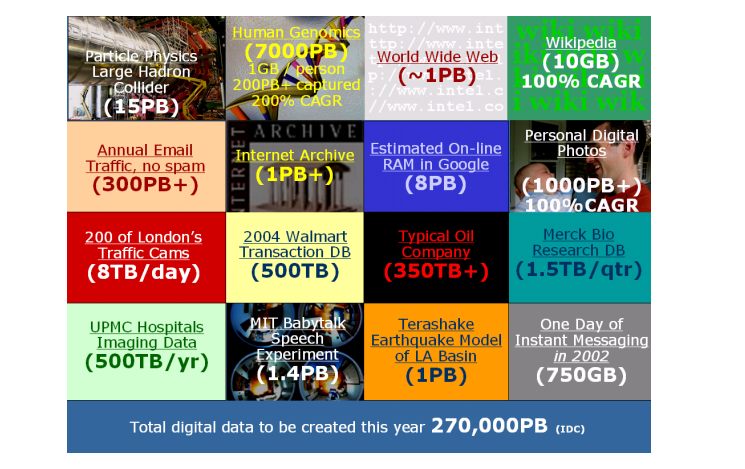 Particle Physics
Large Hadron
Collider
(15PB)
Human Genomics
(7000PB)
1GB / person
200PB+ captured
200% CAGR
http://www.int
ttp://www.inte
World Wide Web
(~1PB)
://www.intel.c
//www.intel.co
wiki wiki
Wikipedia
(10GB)
100% CAGR
i wiki wiki
Annual Email
Traffic, no spam
(300PB+)
INTERNET
ARCHIVE
Internet Archive
(1PB+)
Estimated On-line
RAM in Google
(8PB)
Personal Digital
Photos
(1000PB+)
100%CAGR
200 of London's
Traffic Cams
(8TB/day)
2004 Walmart
Transaction DB
(500TB)
Typical Oil
Company
(350TB+)
Merck Bio
Research DB
(1.5TB/qtr)
UPMC Hospitals
Imaging Data
(500TB/yr)
MIT Babytalk
Speech
Experiment
(1.4PB)
Terashake
Earthquake Model
of LA Basin
(1PB)
One Day of
Instant Messaging
in 2002
(750GB)
Total digital data to be created this year 270,000PB (IDC)